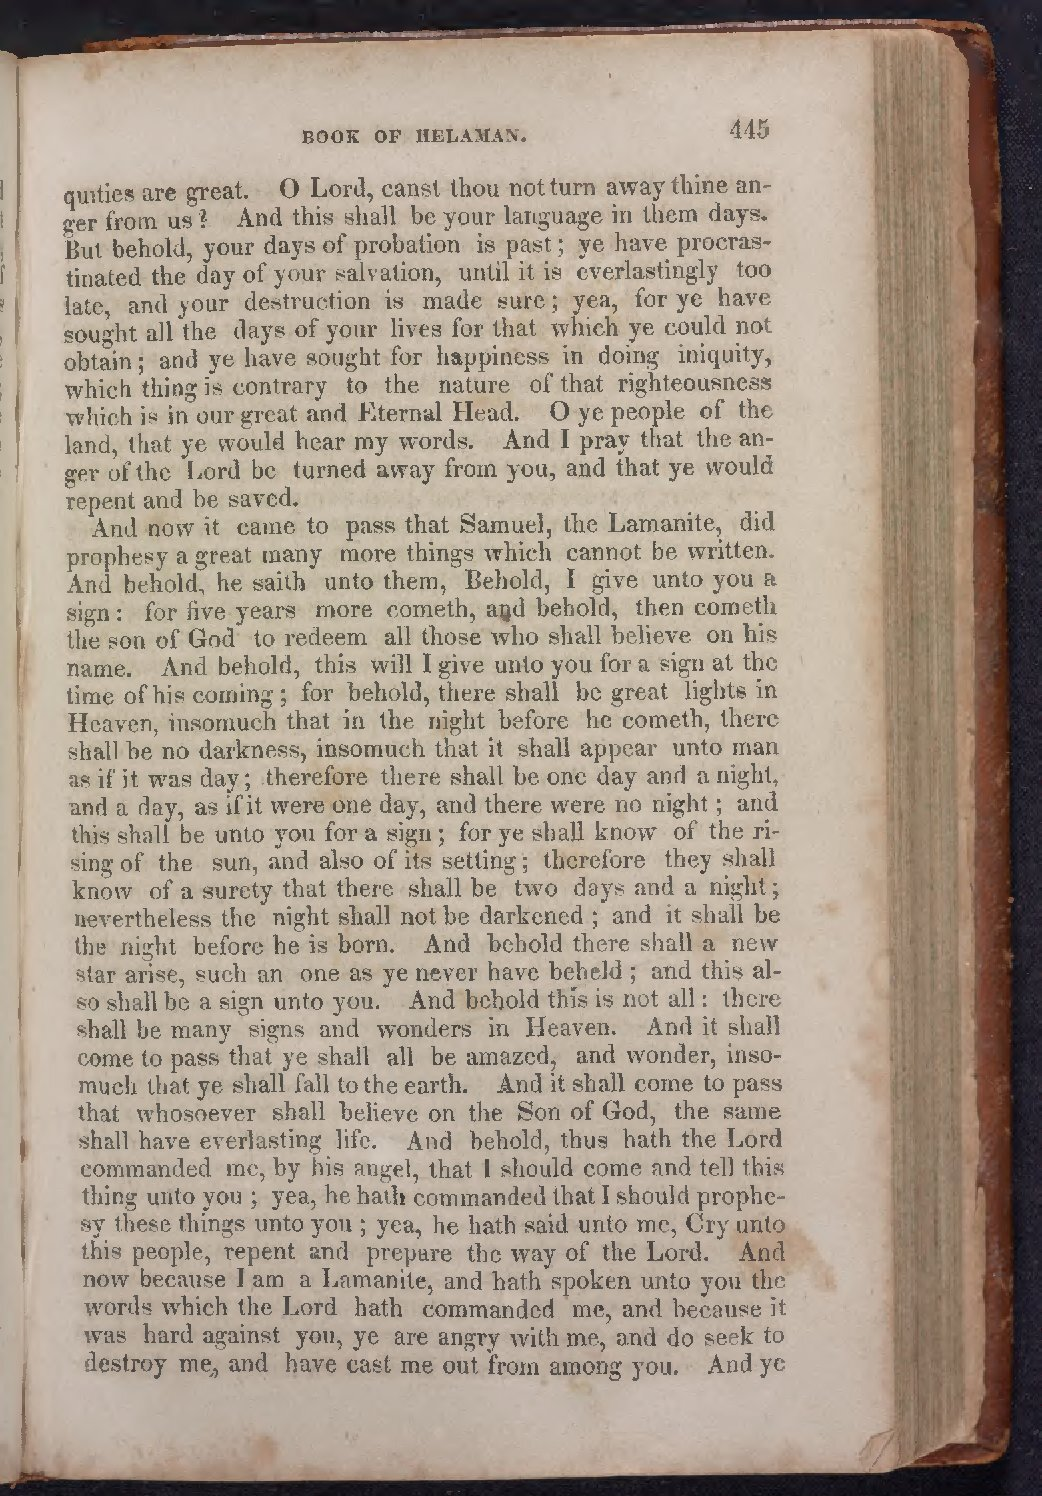 BOOK OF HELAMAN. 445
quities are great. O Lord, canst thou not turn away thine an-
ger from us? And this shall be your language in them days.
But behold, your days of probation is past; ye have procras-
tinated the day of your salvation, until it is everlastingly too
late, and your destruction is made sure; yea, for ye have
sought all the days of your lives for that which ye could not
obtain; and ye have sought for happiness in doing iniquity,
which thing is contrary to the nature of that righteousness
which is in our great and Eternal Head. O ye people of the
land, that ye would hear my words. And I pray that the an-
ger of the Lord be turned away from you, and that ye would
repent and be saved.
And now it came to pass that Samuel, the Lamanite, did
prophesy a great many more things which cannot be written.
And behold, he saith unto them, Behold, I give unto you a
sign: for five years more cometh, and behold, then cometh
the son of God to redeem all those who shall believe on his
name. And behold, this will I give unto you for a sign at the
time of his coming; for behold, there shall be great lights in
Heaven, insomuch that in the night before he cometh, there
shall be no darkness, insomuch that it shall appear unto man
as if it was day; therefore there shall be one day and a night,
and a day, as if it were one day, and there were no night; and
this shall be unto you for a sign; for ye shall know of the ri-
sing of the sun, and also of its setting; therefore they shall
know of a surety that there shall be two days and a night;
nevertheless the night shall not be darkened; and it shall be
the night before he is born. And behold there shall a new
star arise, such an one as ye never have beheld; and this al-
so shall be a sign unto you. And behold this is not all: there
shall be many signs and wonders in Heaven. And it shall
come to pass that ye shall all be amazed, and wonder, inso-
much that ye shall fall to the earth. And it shall come to pass
that whosoever shall believe on the Son of God, the same
shall have everlasting life. And behold, thus hath the Lord
commanded me, by his angel, that I should come and tell this
thing unto you; yea, he hath commanded that I should prophe-
sy these things unto you; yea, he hath said unto me, Cry unto
this people, repent and prepare the way of the Lord. And
now because I am a Lamanite, and hath spoken unto you the
words which the Lord hath commanded me, and because it
was hard against you, ye are angry with me, and do seek to
destroy me, and have cast me out from among you. And ye